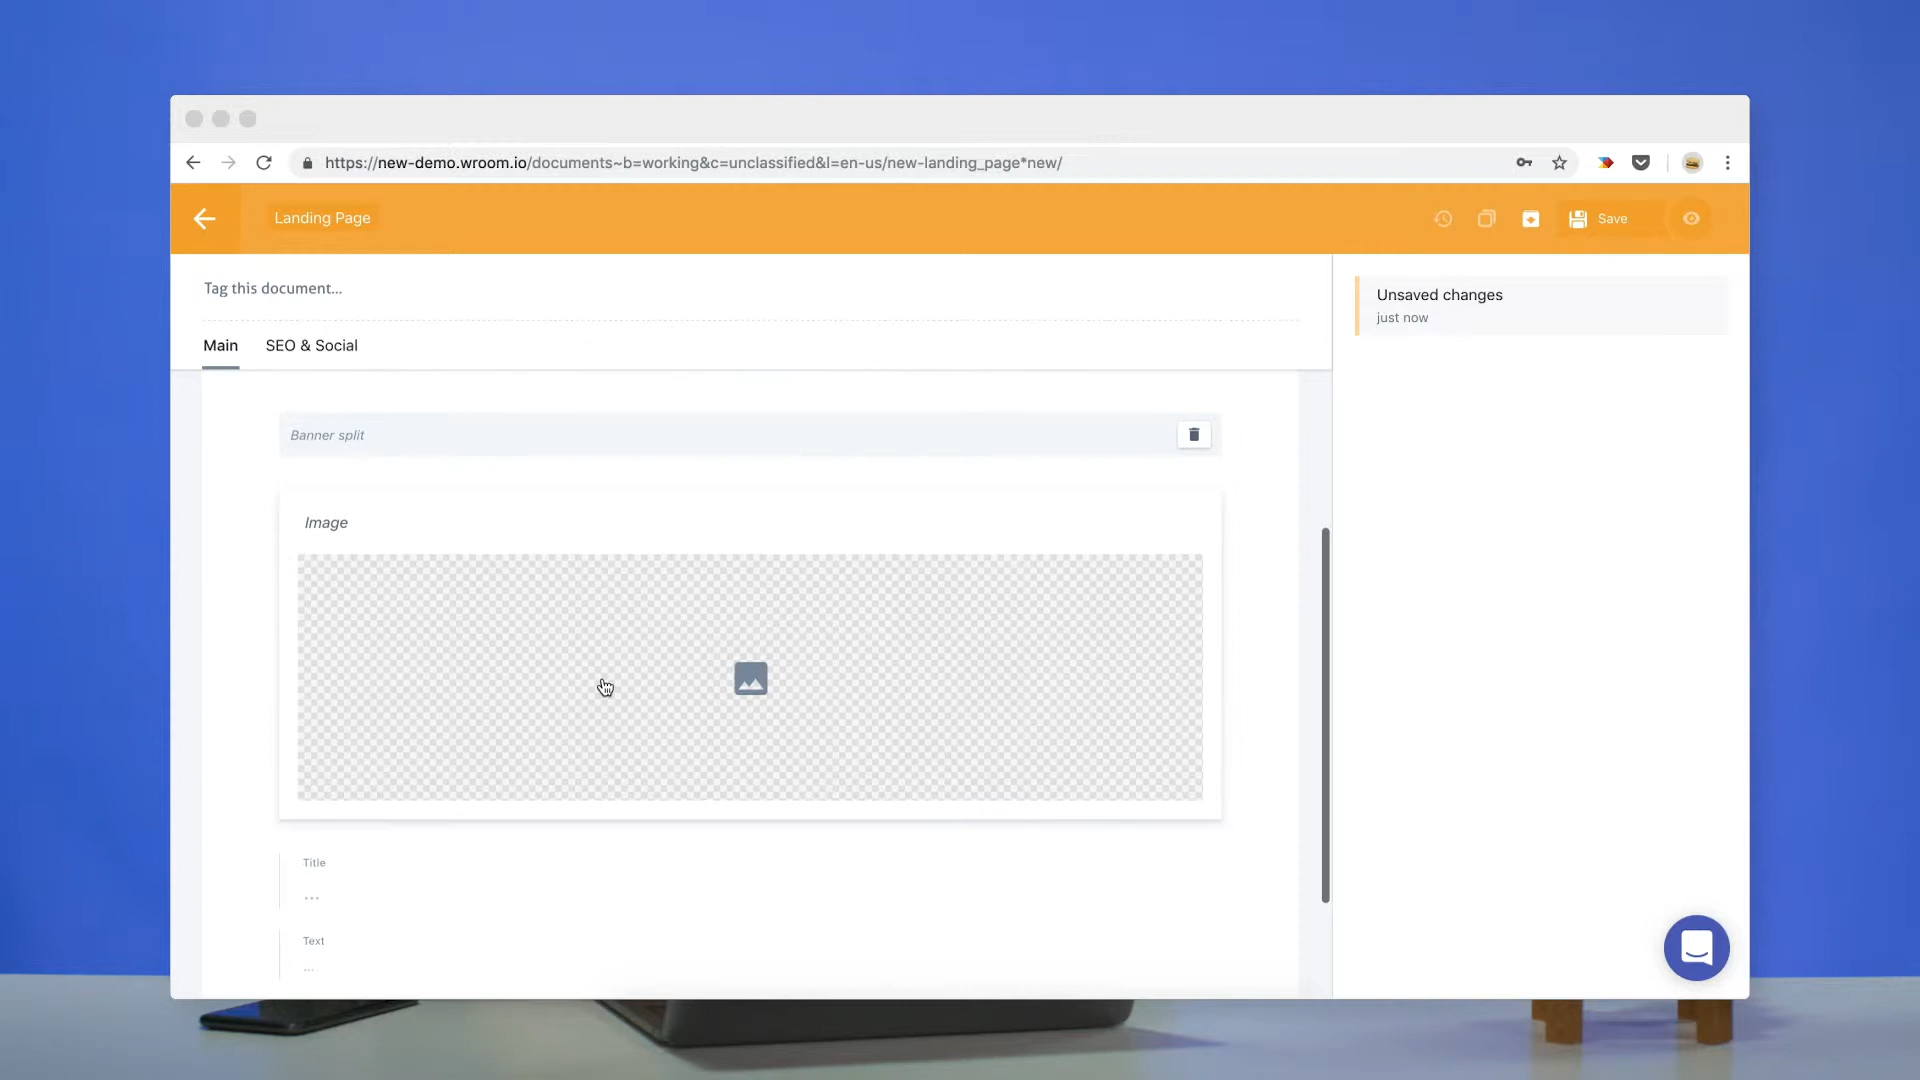 https://new-demo.wroom.io/documents~b=working&c=unclassified&l=en-us/new-landing_page*new/
Landing Page
Save
Tag this document...
Unsaved changes
just now
Main
SEO & Social
Banner split
Image
Title
...
Text
...